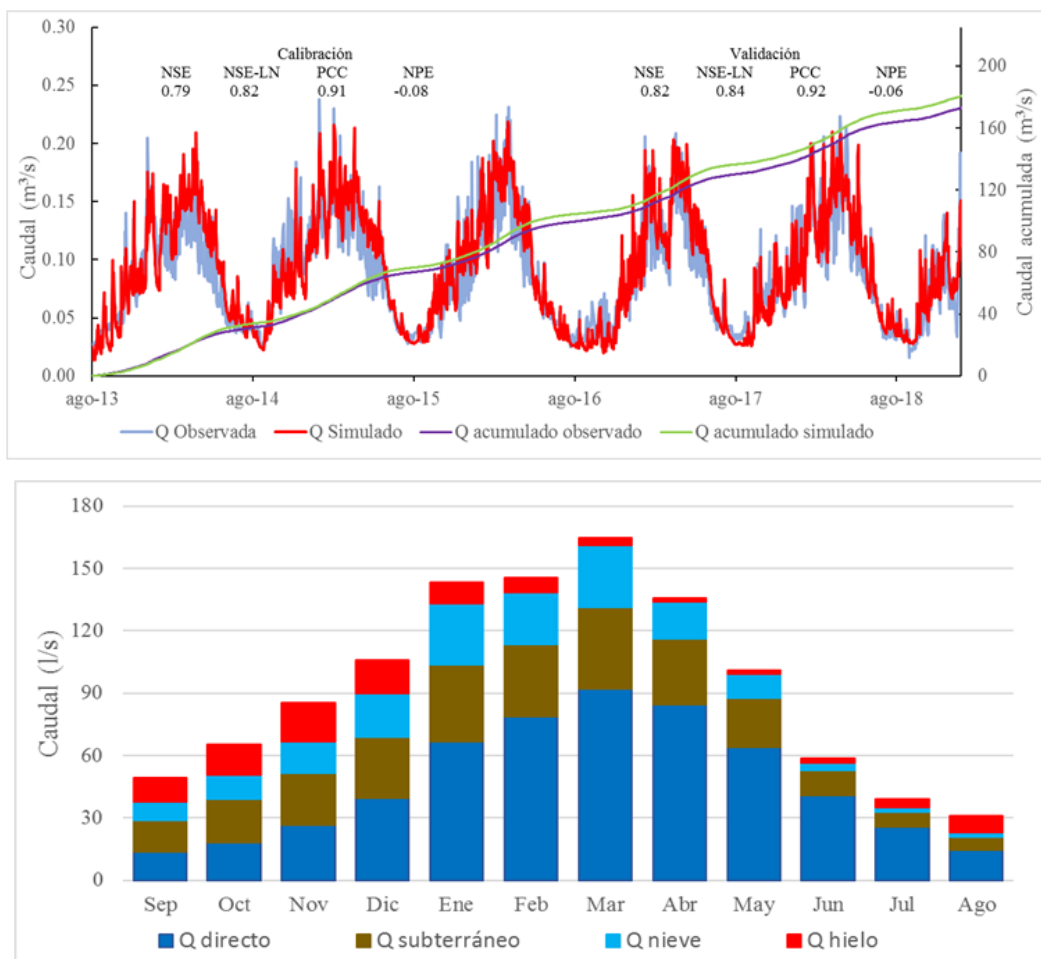 0.30
0.25
0.20
0.15
0.10
0.05
0.00
Caudal (m³/s)
Calibración
NSE NSE-LN PCC NPE
0.79 0.82 0.91 -0.08
Validación
NSE NSE-LN PCC NPE
0.82 0.84 0.92 -0.06
200
160
120
80
40
0
Caudal acumulada (m³/s)
ago-13 ago-14 ago-15 ago-16 ago-17 ago-18
Q Observada Q Simulado Q acumulado observado Q acumulado simulado
180
150
120
90
60
30
0
Caudal (l/s)
Sep Oct Nov Dic Ene Feb Mar Abr May Jun Jul Ago
Q directo Q subterráneo Q nieve Q hielo